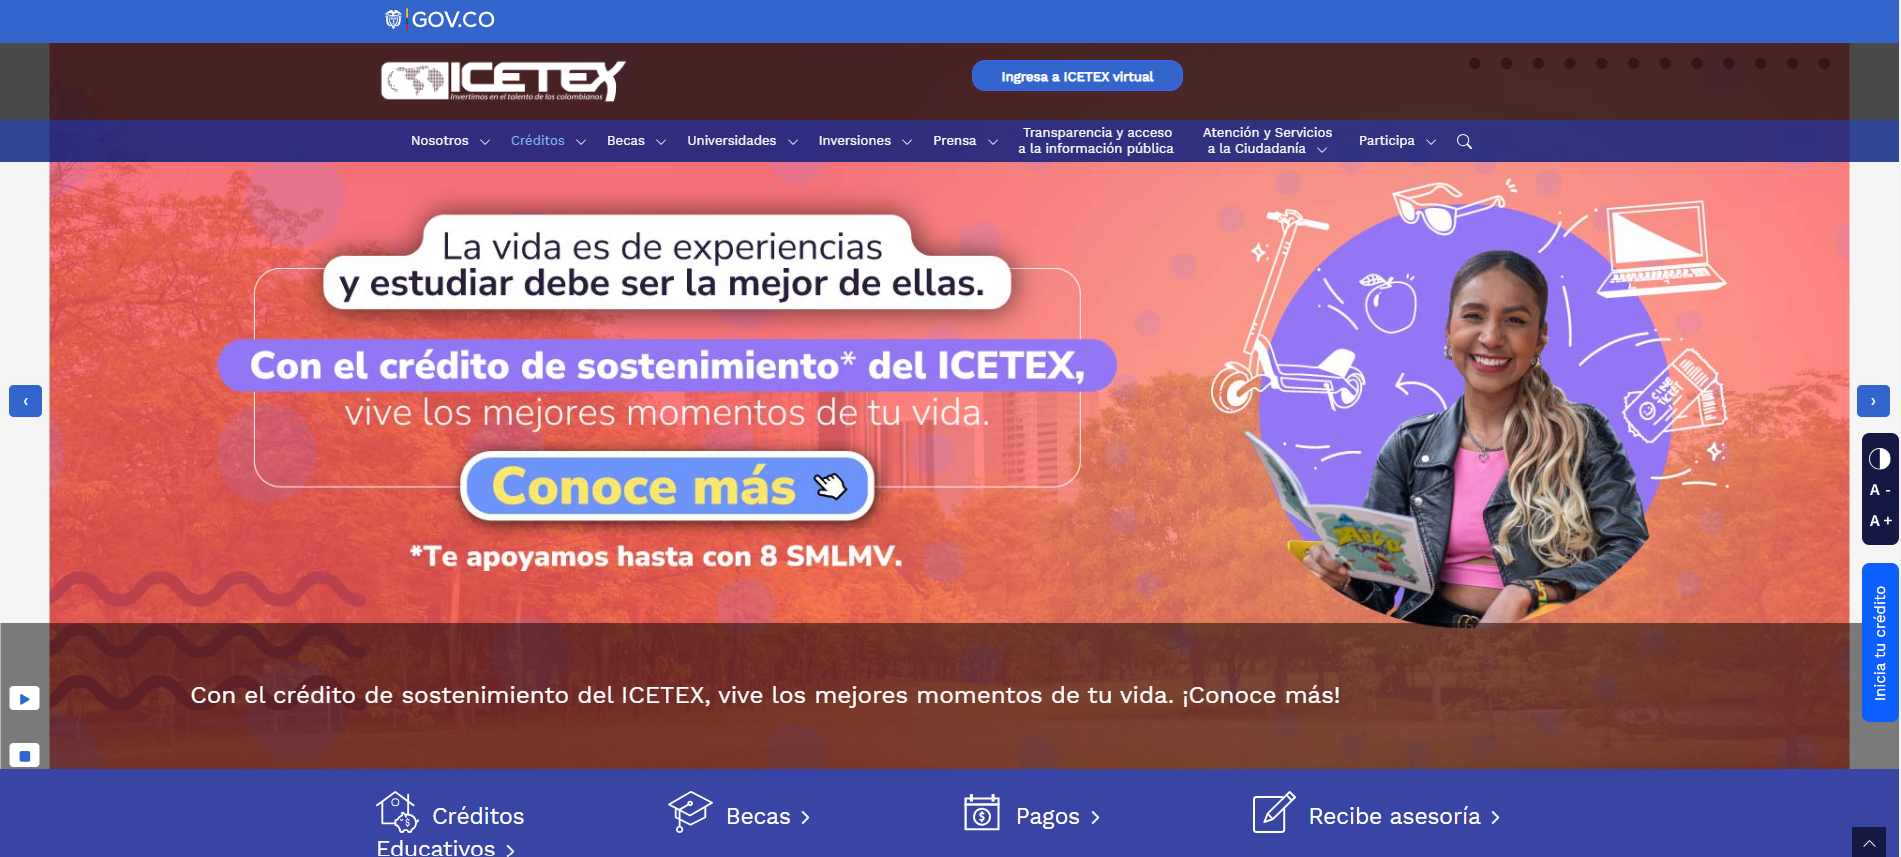 GOV.CO
ICETEX
Invertimos en el talento de los colombianos
Ingresa a ICETEX virtual
Nosotros
Créditos
Becas
Universidades
Inversiones
Prensa
Transparencia y acceso
a la información pública
Atención y Servicios
a la Ciudadanía
Participa
La vida es de experiencias
y estudiar debe ser la mejor de ellas.
Con el crédito de sostenimiento* del ICETEX,
vive los mejores momentos de tu vida.
Conoce más
*Te apoyamos hasta con 8 SMLMV.
CINE
TICKET
A -
A +
Inicia tu crédito
Con el crédito de sostenimiento del ICETEX, vive los mejores momentos de tu vida. ¡Conoce más!
Créditos
Educativos
Becas
Pagos
Recibe asesoría